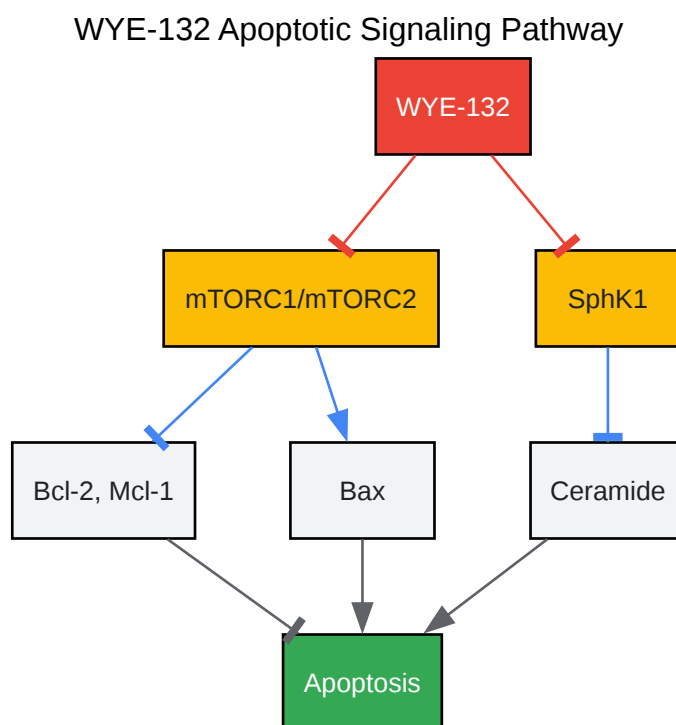 WYE-132 Apoptotic Signaling Pathway
WYE-132
mTORC1/mTORC2
SphK1
Bcl-2, Mcl-1
Bax
Ceramide
Apoptosis